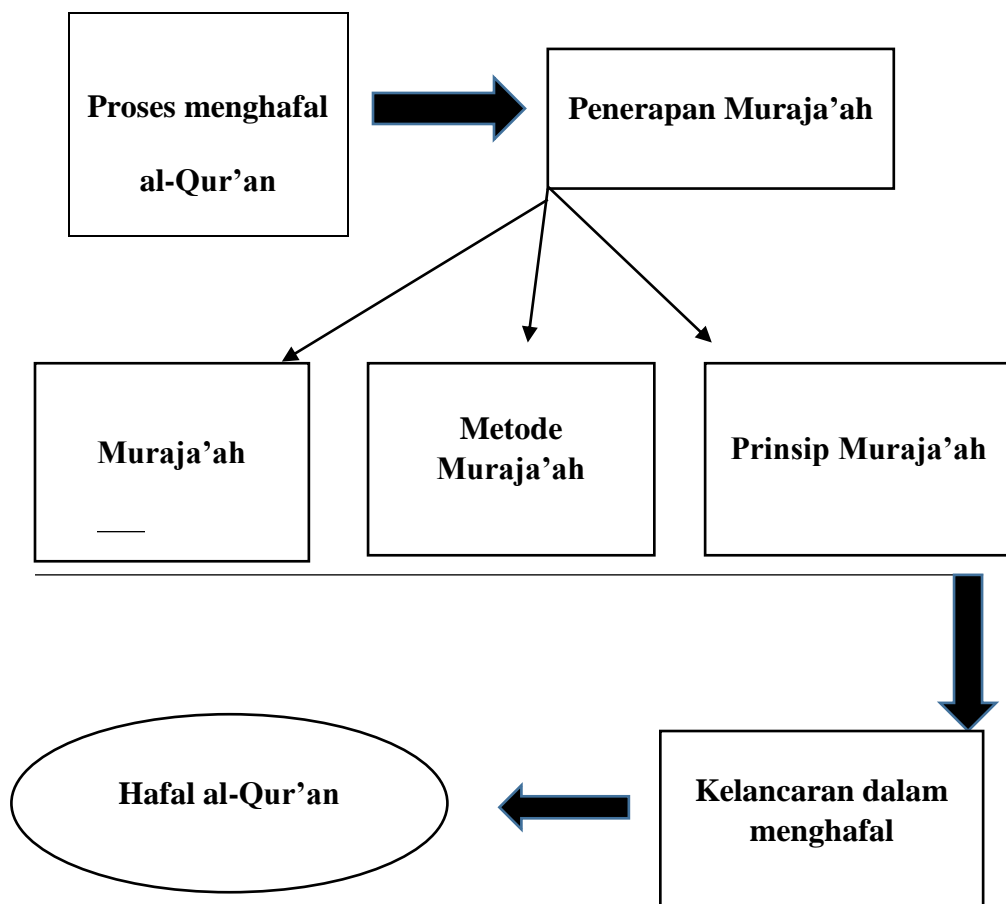 Proses menghafal
al-Qur’an
Penerapan Muraja’ah
Muraja’ah
Metode
Muraja’ah
Prinsip Muraja’ah
Hafal al-Qur’an
Kelancaran dalam
menghafal